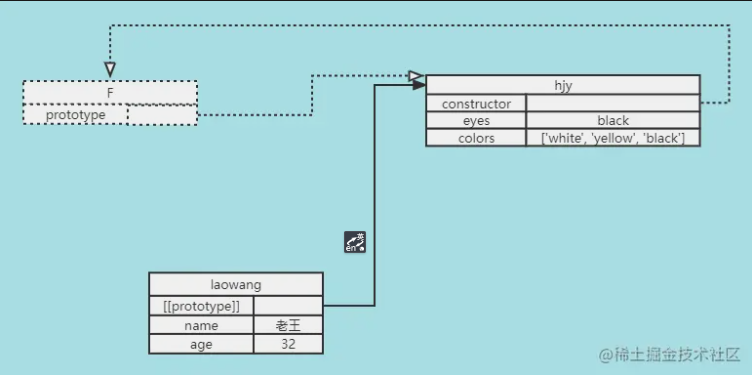 F
prototype
hjy
constructor
eyes black
colors ['white', 'yellow', 'black']
英
en
laowang
[[prototype]]
name 老王
age 32
@稀土掘金技术社区